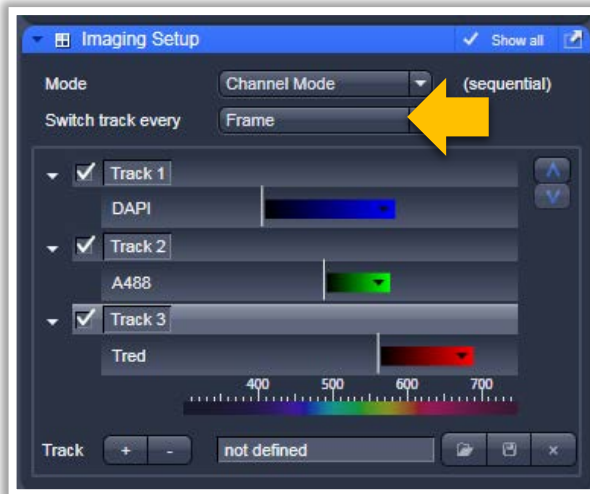 Imaging Setup Show all
Mode Channel Mode (sequential)
Switch track every Frame
Track 1
DAPI
Track 2
A488
Track 3
Tred
400 500 600 700
Track + - not defined